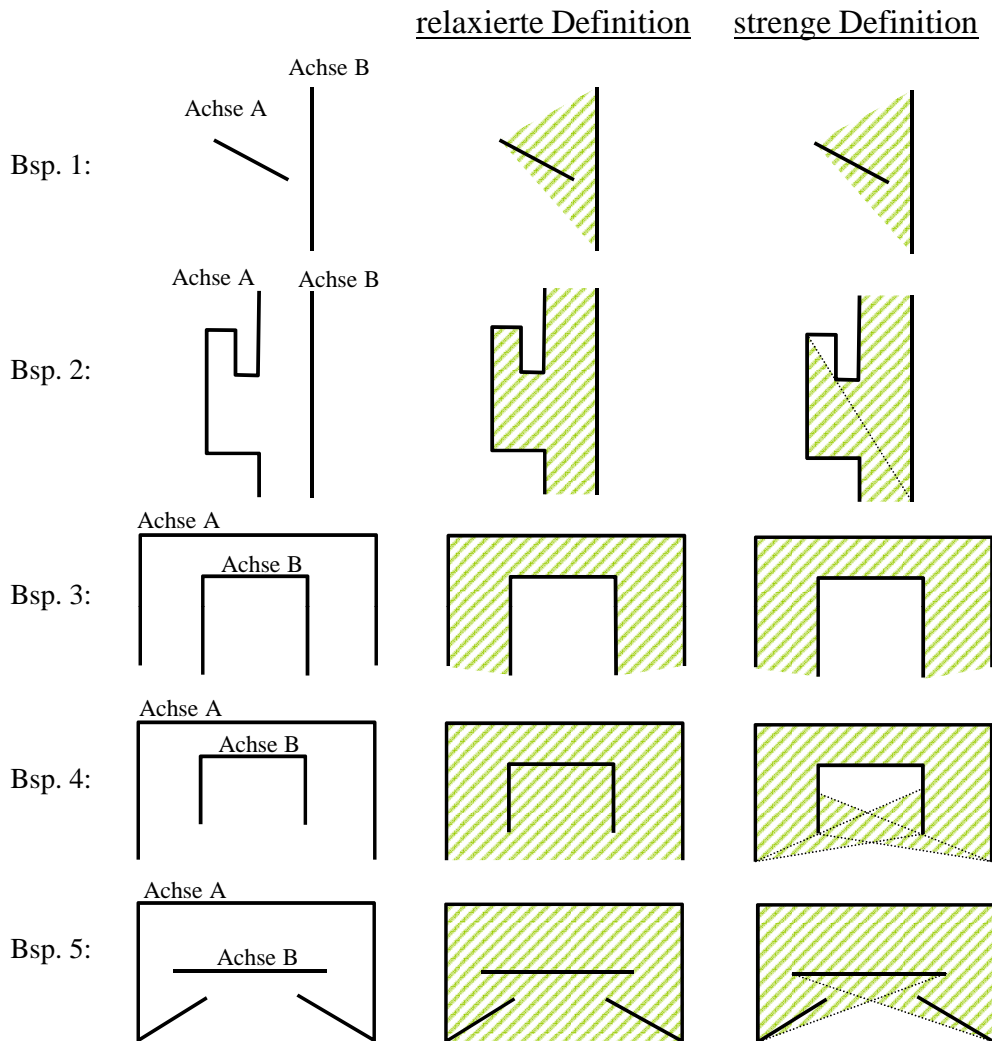 relaxierte Definition strenge Definition
Achse B
Achse A
Bsp. 1:
Achse A Achse B
Bsp. 2:
Achse A
Achse B
Bsp. 3:
Achse A
Achse B
Bsp. 4:
Achse A
Achse B
Bsp. 5: